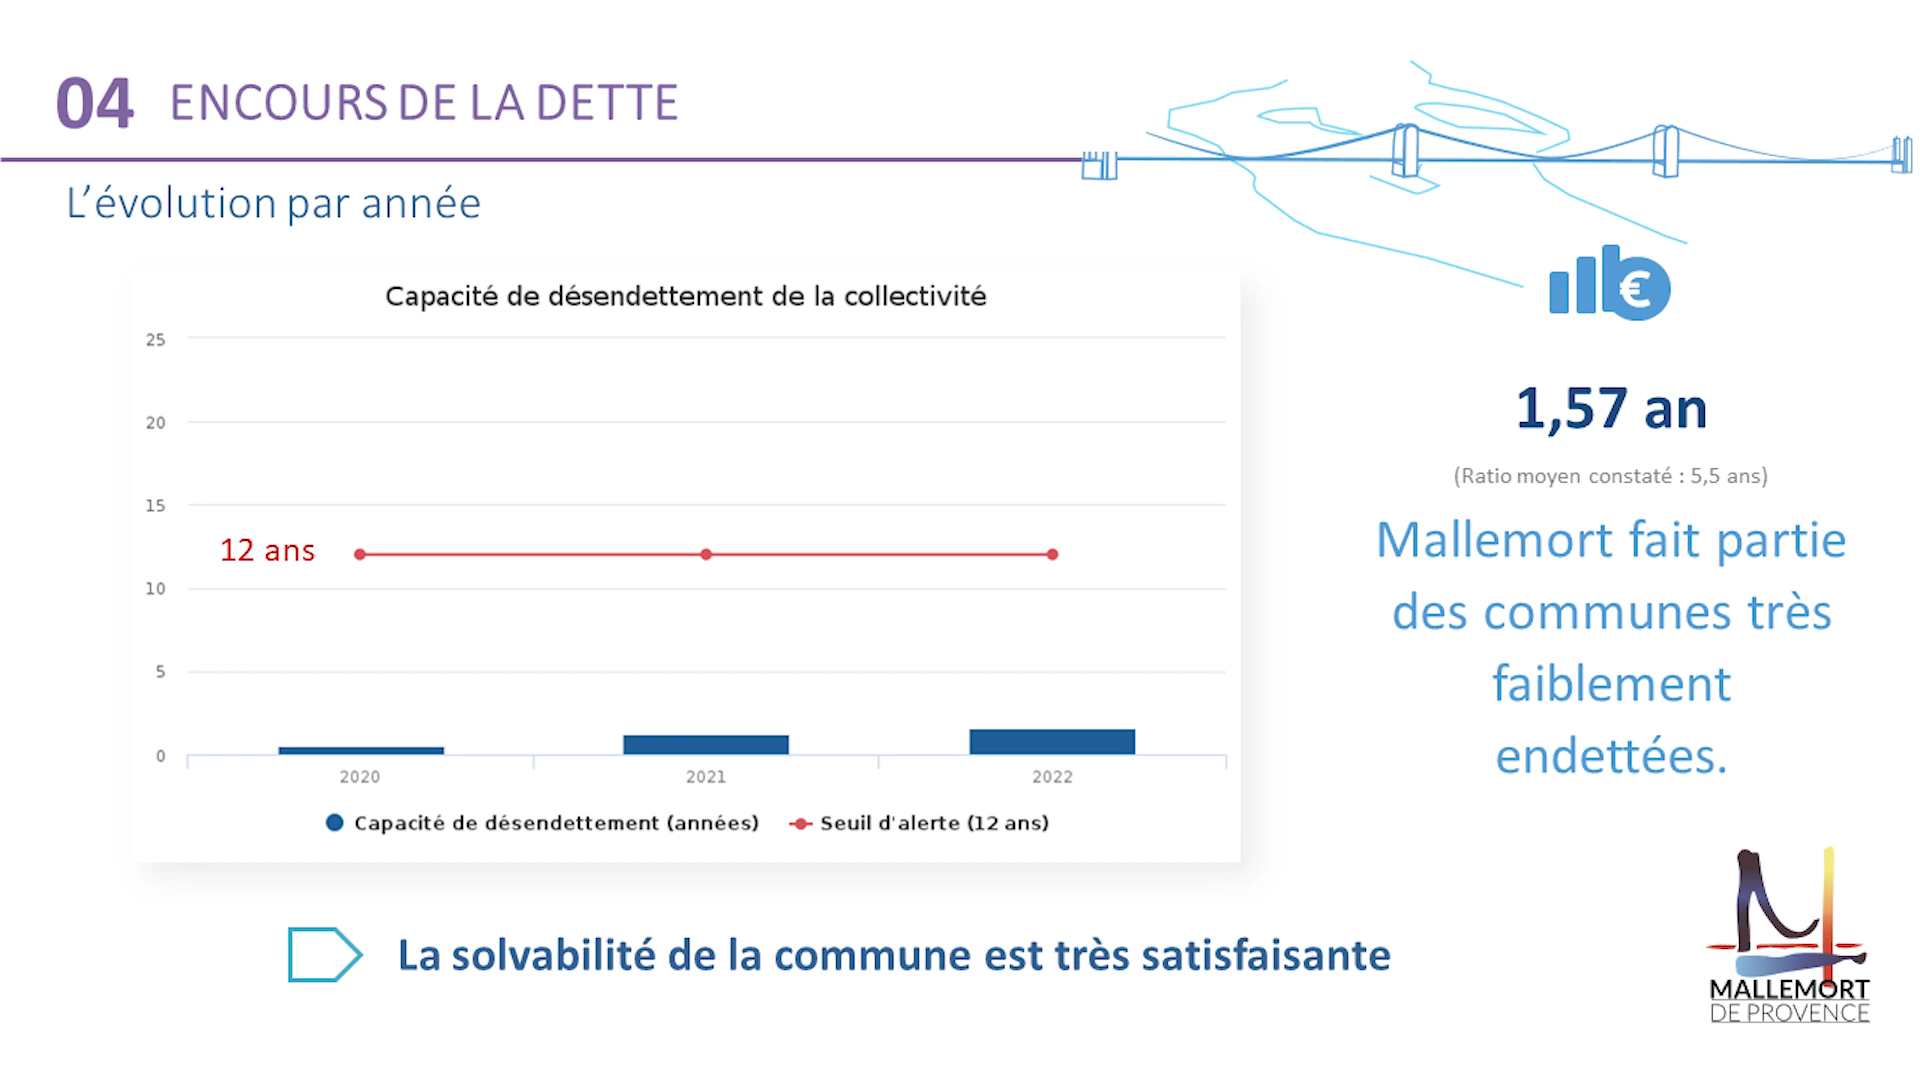 04 ENCOURS DE LA DETTE
L’évolution par année
Capacité de désendettement de la collectivité
25
20
15
12 ans
10
5
0
2020 2021 2022
Capacité de désendettement (années) Seuil d'alerte (12 ans)
€
1,57 an
(Ratio moyen constaté : 5,5 ans)
Mallemort fait partie
des communes très
faiblement
endettées.
La solvabilité de la commune est très satisfaisante
MALLEMORT
DE PROVENCE